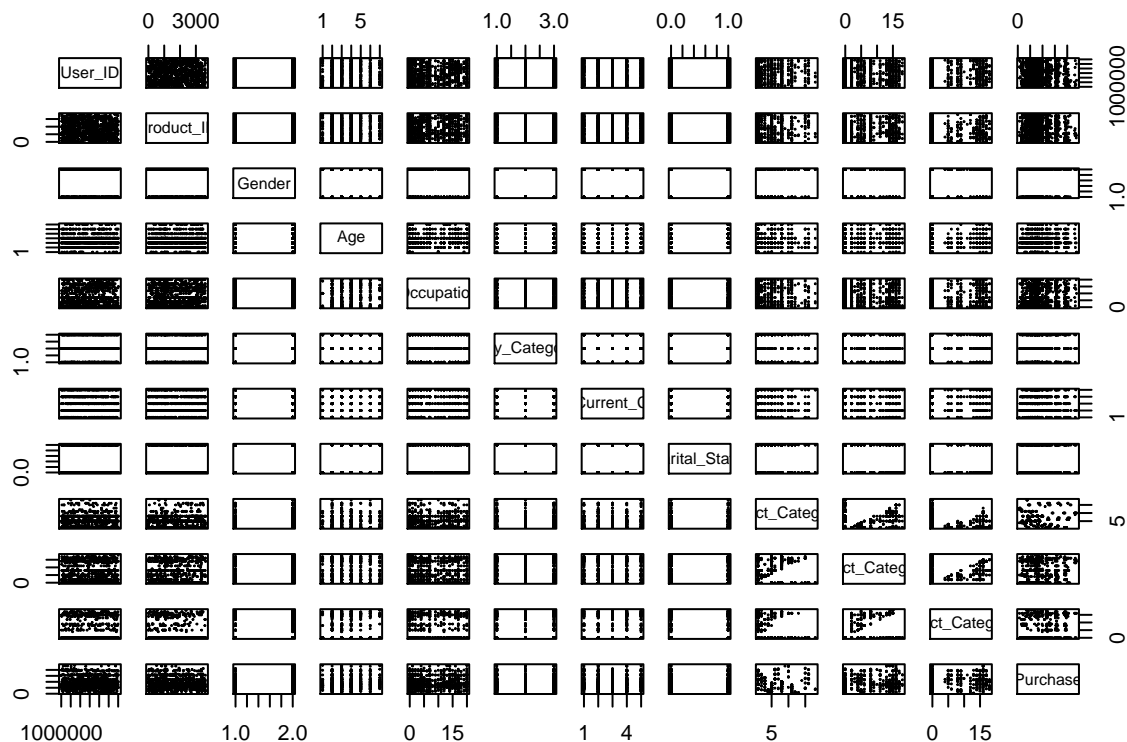 0 3000 1 5 1.0 3.0 0.0 1.0 0 15 0
User_ID
1000000
0
roduct_I
Gender
1.0
1
Age
Occupation
0
1.0
y_Categ
Current_C
1
0.0
rital_Sta
ct_Categ
5
0
ct_Categ
ct_Categ
0
0
Purchase
1000000 1.0 2.0 0 15 1 4 5 0 15